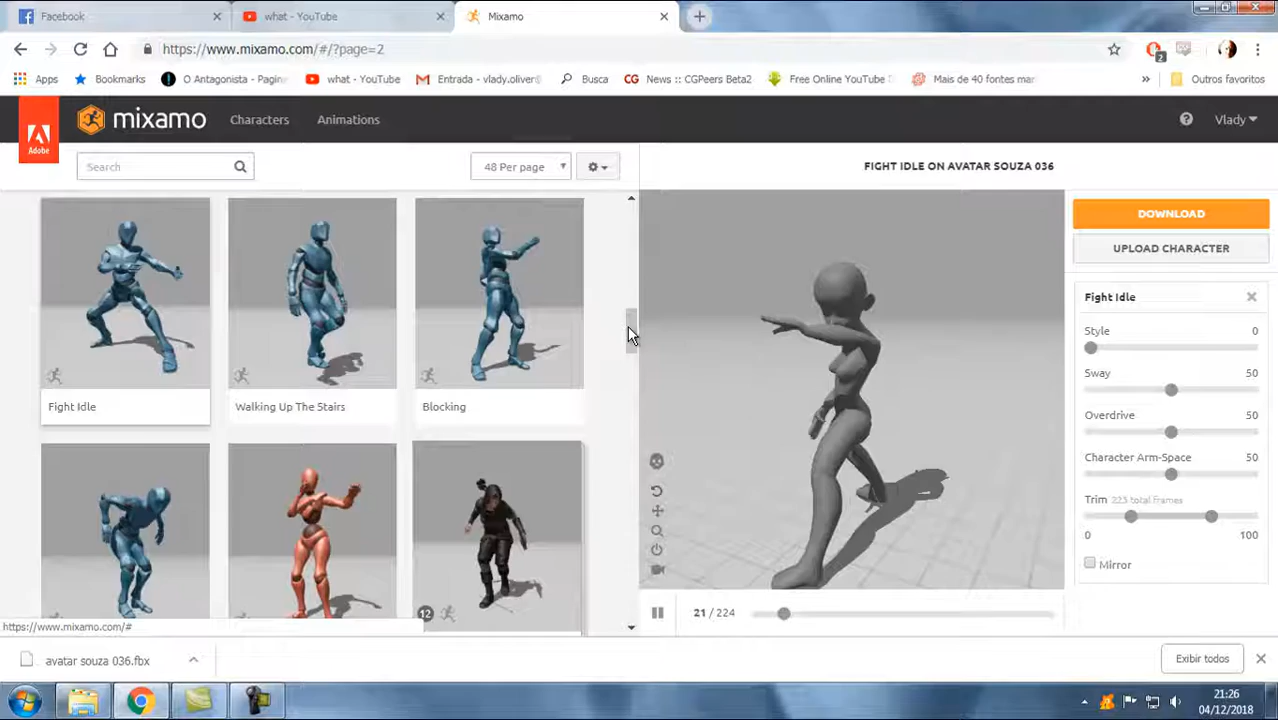 Facebook
what - YouTube
Mixamo
https://www.mixamo.com/#/?page=2
2
Apps
Bookmarks
O Antagonista - Pagin
what - YouTube
Entrada - vlady.oliver@
Busca
News :: CGPeers Beta2
Free Online YouTube
Mais de 40 fontes mar
»
Outros favoritos
Adobe
mixamo
Characters
Animations
Vlady
Search
48 Per page
FIGHT IDLE ON AVATAR SOUZA 036
DOWNLOAD
UPLOAD CHARACTER
Fight Idle
Style 0
Sway 50
Overdrive 50
Character Arm-Space 50
Trim 223 total frames
0 100
Mirror
Fight Idle
Walking Up The Stairs
Blocking
12
21 / 224
https://www.mixamo.com/#
avatar souza 036.fbx
Exibir todos
21:26
04/12/2018